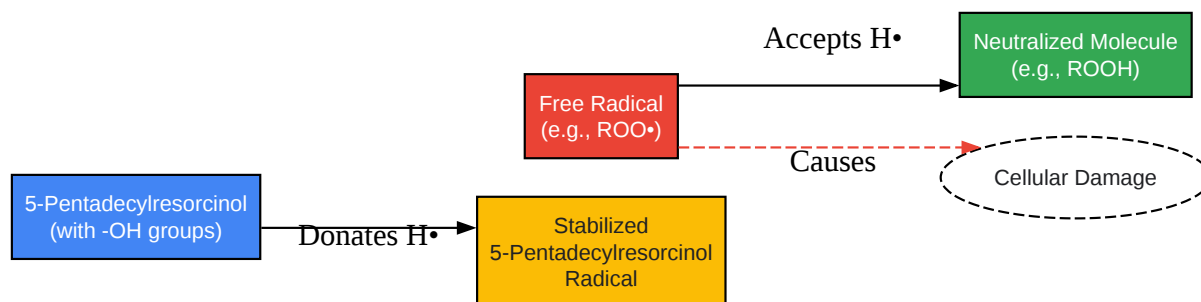 Accepts H•
Neutralized Molecule
(e.g., ROOH)
Free Radical
(e.g., ROO•)
Causes
Cellular Damage
5-Pentadecylresorcinol
(with -OH groups)
Donates H•
Stabilized
5-Pentadecylresorcinol
Radical